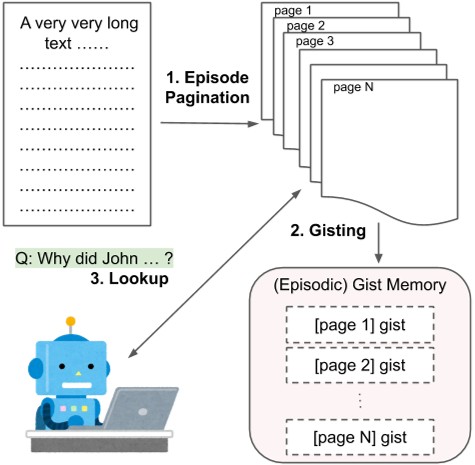 A very very long
text ......
1. Episode
Pagination
page 1
page 2
page 3
page N
2. Gisting
Q: Why did John ... ?
3. Lookup
(Episodic) Gist Memory
[page 1] gist
[page 2] gist
⋮
[page N] gist